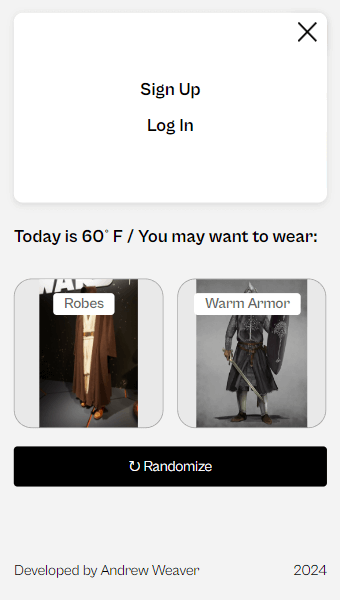 Sign Up
Log In
Today is 60° F / You may want to wear:
WARS
Robes
Warm Armor
↻ Randomize
Developed by Andrew Weaver
2024